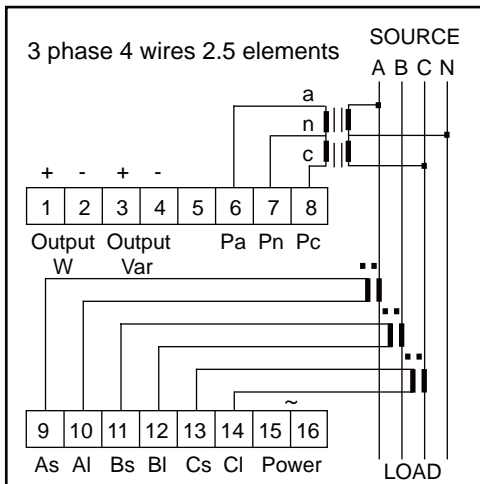 3 phase 4 wires 2.5 elements
SOURCE
A B C N
a
n
c
+ - + -
1 2 3 4 5 6 7 8
Output W
Output Var
Pa Pn Pc
~
9 10 11 12 13 14 15 16
As Al Bs Bl Cs Cl Power
LOAD